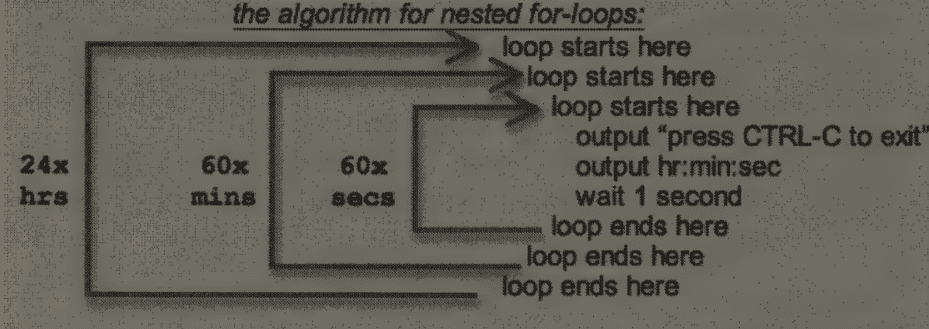 the algorithm for nested for-loops:
loop starts here
loop starts here
loop starts here
output “press CTRL-C to exit”
output hr:min:sec
wait 1 second
loop ends here
loop ends here
loop ends here
24x
hrs
60x
mins
60x
secs